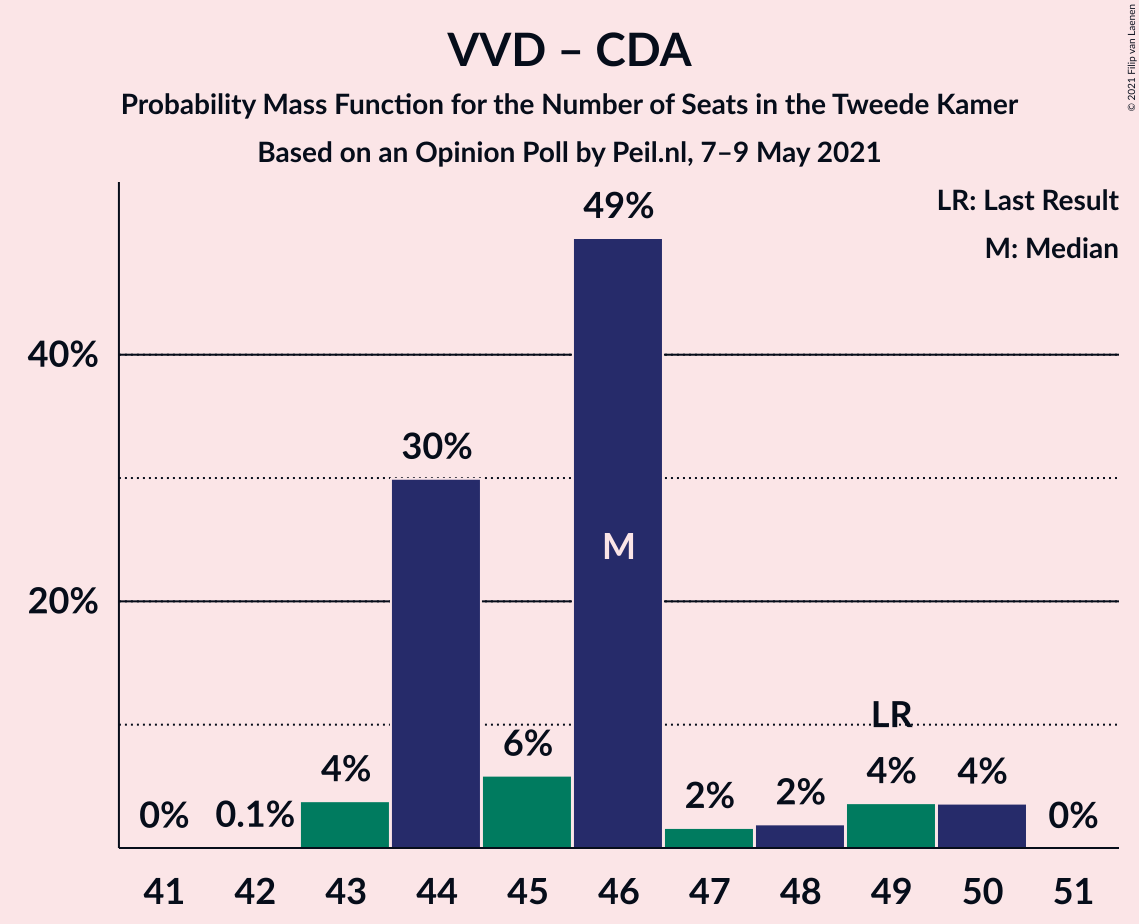 VVD – CDA
Probability Mass Function for the Number of Seats in the Tweede Kamer
Based on an Opinion Poll by Peil.nl, 7–9 May 2021
© 2021 Filip van Laenen
LR: Last Result
M: Median
40%
20%
0%
0.1%
4%
30%
6%
49%
M
2%
2%
LR
4%
4%
0%
41 42 43 44 45 46 47 48 49 50 51